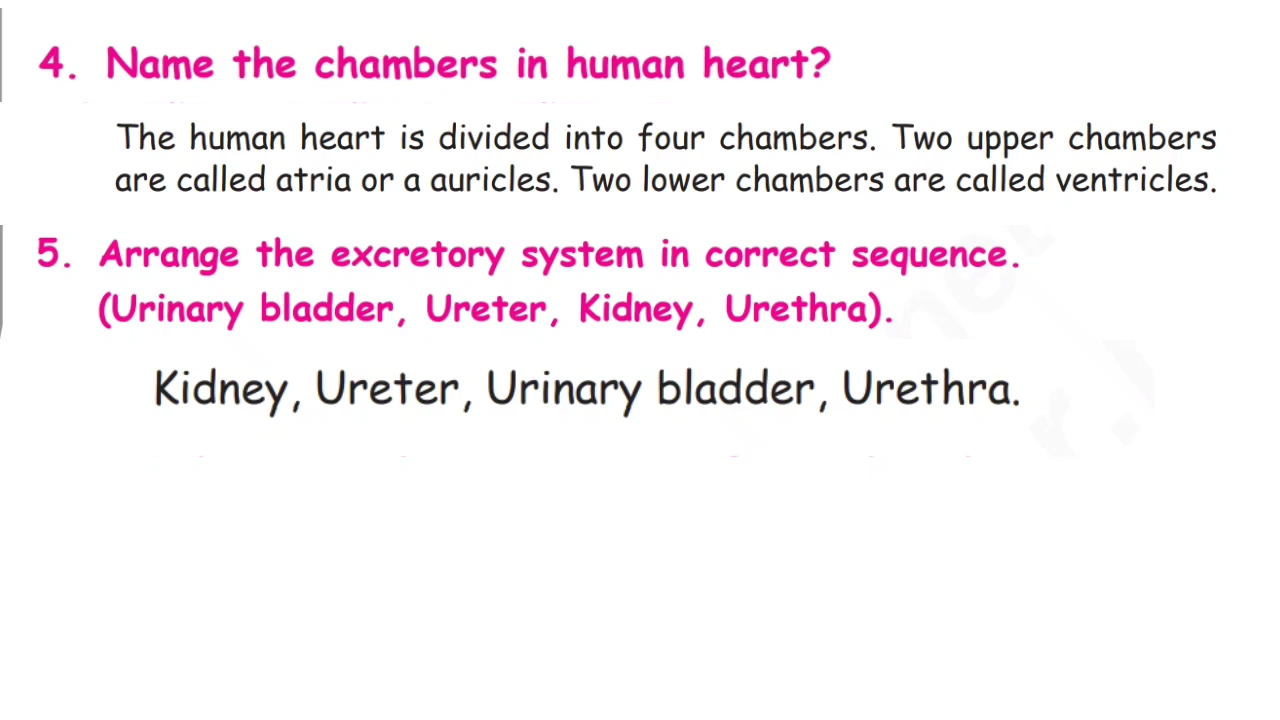 4. Name the chambers in human heart?
The human heart is divided into four chambers. Two upper chambers
are called atria or a auricles. Two lower chambers are called ventricles.
5. Arrange the excretory system in correct sequence.
(Urinary bladder, Ureter, Kidney, Urethra).
Kidney, Ureter, Urinary bladder, Urethra.